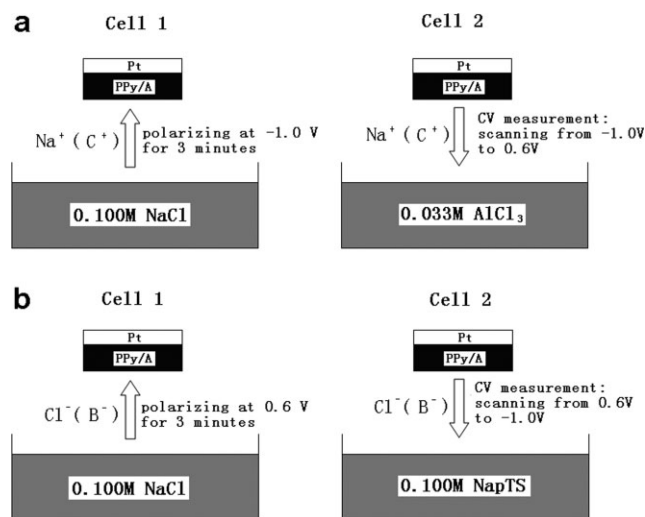 a
Cell 1
Pt
PPy/A
Na⁺ (C⁺)
polarizing at -1.0 V
for 3 minutes
0.100M NaCl
Cell 2
Pt
PPy/A
Na⁺ (C⁺)
CV measurement:
scanning from -1.0V
to 0.6V
0.033M AlCl₃
b
Cell 1
Pt
PPy/A
Cl⁻(B⁻)
polarizing at 0.6 V
for 3 minutes
0.100M NaCl
Cell 2
Pt
PPy/A
Cl⁻(B⁻)
CV measurement:
scanning from 0.6V
to -1.0V
0.100M NapTS